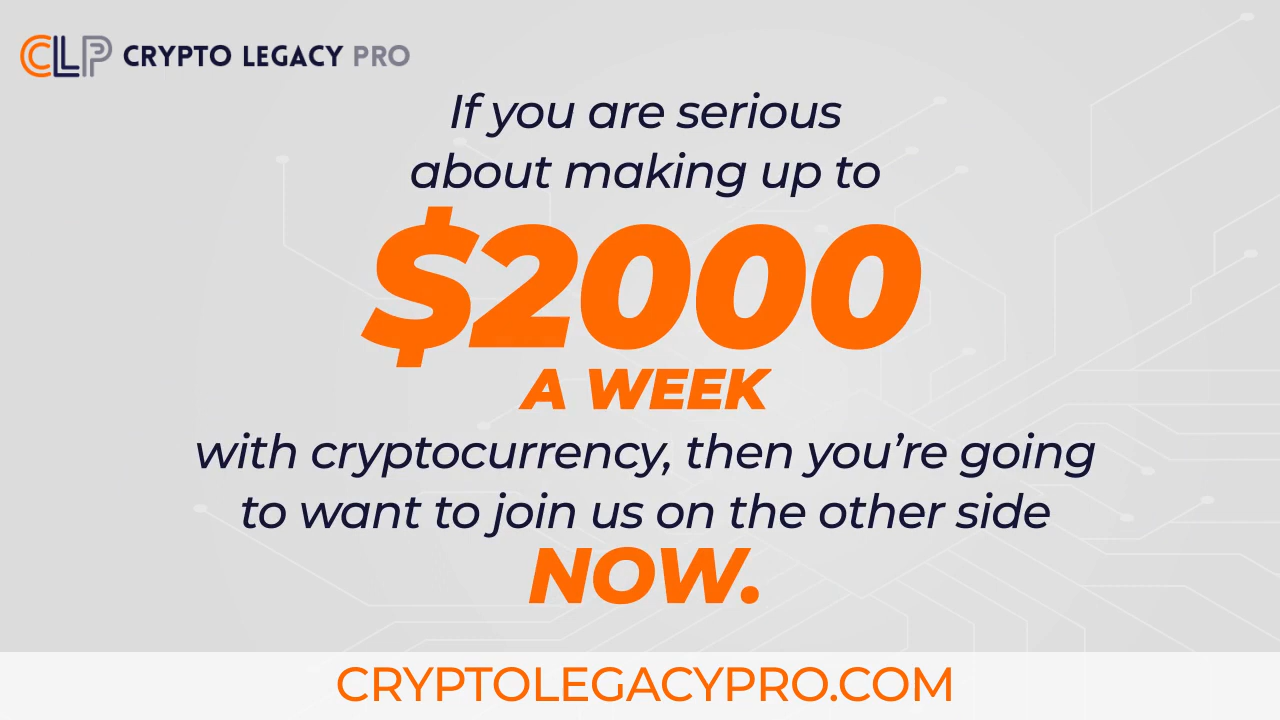 CLP CRYPTO LEGACY PRO
If you are serious
about making up to
$2000
A WEEK
with cryptocurrency, then you’re going
to want to join us on the other side
NOW.
CRYPTOLEGACYPRO.COM